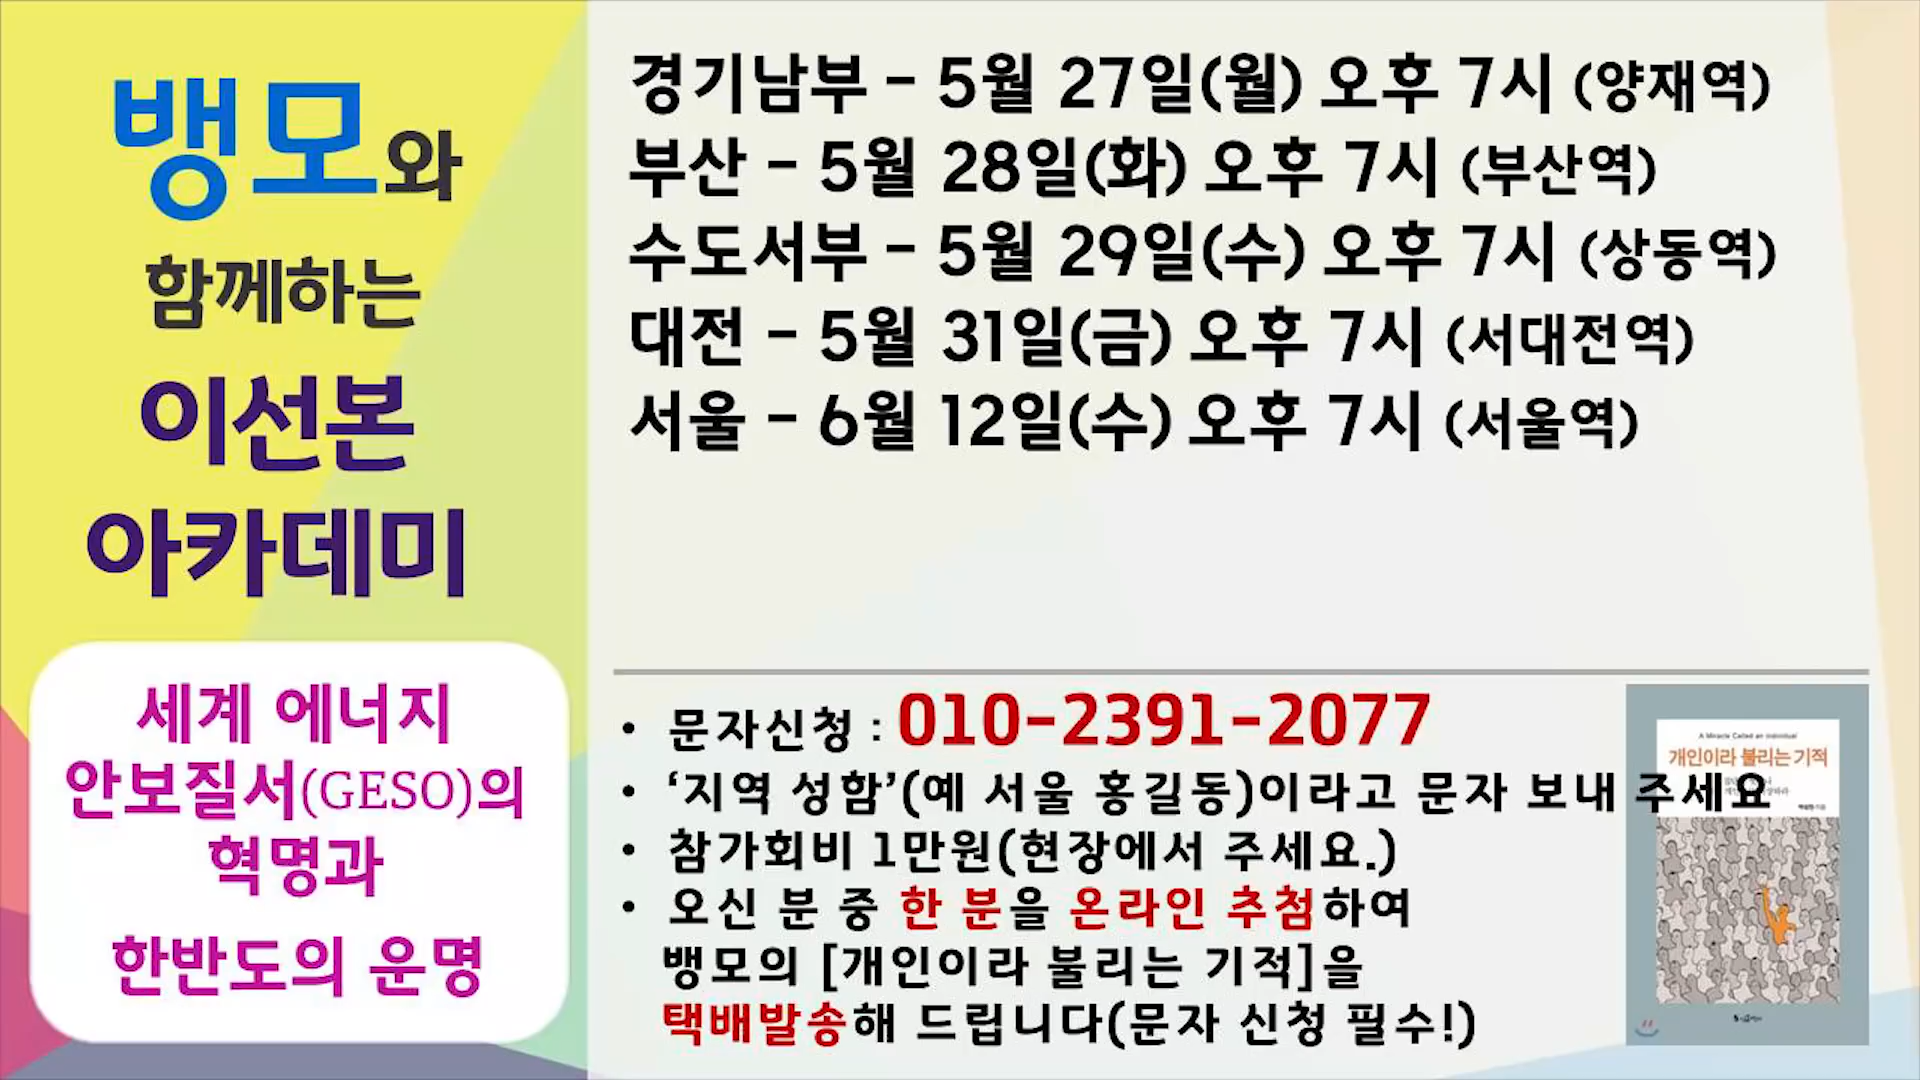 뱅모와
함께하는
이선본
아카데미
세계 에너지
안보질서(GESO)의
혁명과
한반도의 운명
경기남부 - 5월 27일(월) 오후 7시 (양재역)
부산 - 5월 28일(화) 오후 7시 (부산역)
수도서부 - 5월 29일(수) 오후 7시 (상동역)
대전 - 5월 31일(금) 오후 7시 (서대전역)
서울 - 6월 12일(수) 오후 7시 (서울역)
• 문자신청 : 010-2391-2077
• ‘지역 성함’(예 서울 홍길동)이라고 문자 보내 주세요
• 참가회비 1만원(현장에서 주세요.)
• 오신 분 중 한 분을 온라인 추첨하여
뱅모의 [개인이라 불리는 기적]을
택배발송해 드립니다(문자 신청 필수!)
A Miracle Called an Individual
개인이라 불리는 기적